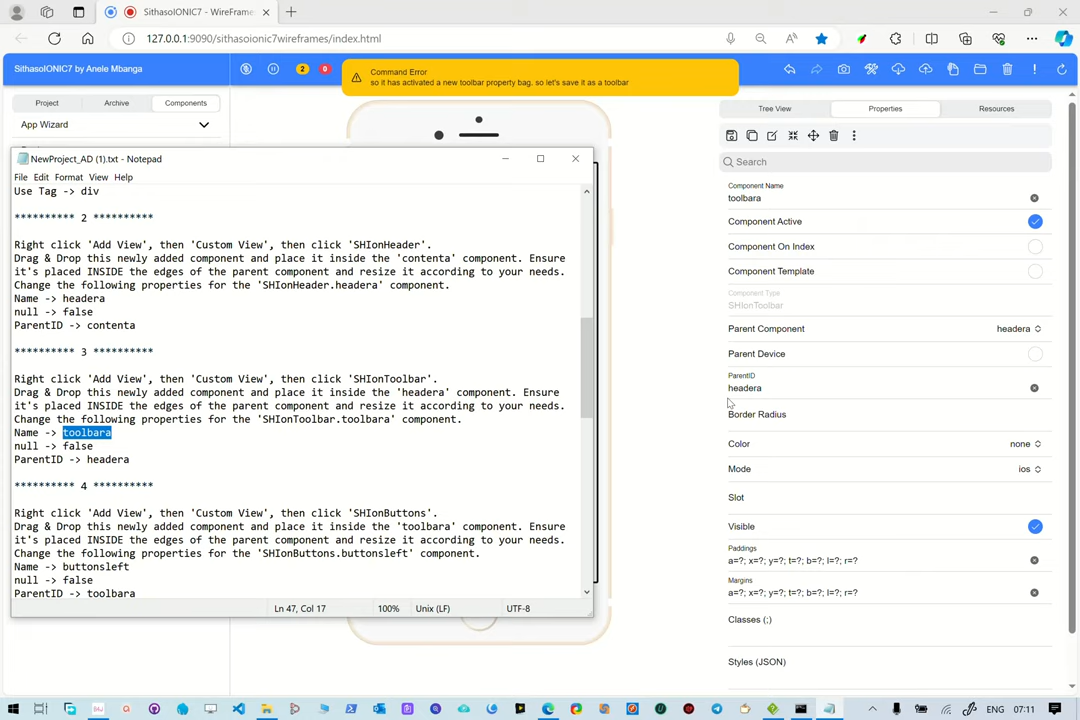 SithasoIONIC7 - WireFrame
127.0.0.1:9090/sithasoionic7wireframes/index.html
SithasoIONIC7 by Anele Mbanga
2
0
Command Error
so it has activated a new toolbar property bag, so let's save it as a toolbar
Project
Archive
Components
App Wizard
NewProject_AD (1).txt - Notepad
File Edit Format View Help
Use Tag -> div
********** 2 **********
Right click 'Add View', then 'Custom View', then click 'SHIonHeader'.
Drag & Drop this newly added component and place it inside the 'contenta' component. Ensure
it's placed INSIDE the edges of the parent component and resize it according to your needs.
Change the following properties for the 'SHIonHeader.headera' component.
Name -> headera
null -> false
ParentID -> contenta
********** 3 **********
Right click 'Add View', then 'Custom View', then click 'SHIonToolbar'.
Drag & Drop this newly added component and place it inside the 'headera' component. Ensure
it's placed INSIDE the edges of the parent component and resize it according to your needs.
Change the following properties for the 'SHIonToolbar.toolbara' component.
Name -> toolbara
null -> false
ParentID -> headera
********** 4 **********
Right click 'Add View', then 'Custom View', then click 'SHIonButtons'.
Drag & Drop this newly added component and place it inside the 'toolbara' component. Ensure
it's placed INSIDE the edges of the parent component and resize it according to your needs.
Change the following properties for the 'SHIonButtons.buttonsleft' component.
Name -> buttonsleft
null -> false
ParentID -> toolbara
Ln 47, Col 17
100%
Unix (LF)
UTF-8
Tree View
Properties
Resources
Search
Component Name
toolbara
Component Active
Component On Index
Component Template
Component Type
SHIonToolbar
Parent Component
headera
Parent Device
ParentID
headera
Border Radius
Color
none
Mode
ios
Slot
Visible
Paddings
a=?; x=?; y=?; t=?; b=?; l=?; r=?
Margins
a=?; x=?; y=?; t=?; b=?; l=?; r=?
Classes (;)
Styles (JSON)
ENG
07:11